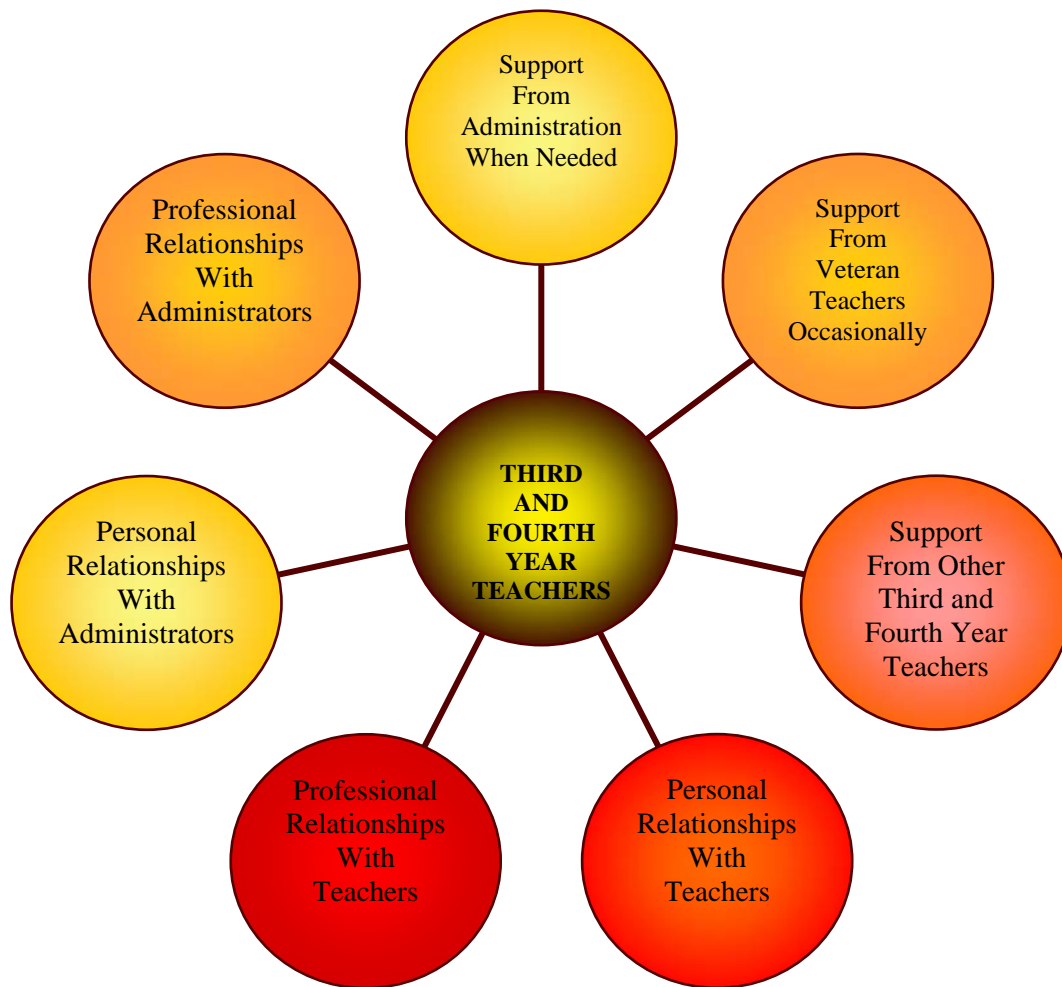 Support
From
Administration
When Needed
Professional
Relationships
With
Administrators
Support
From
Veteran
Teachers
Occasionally
THIRD
AND
FOURTH
YEAR
TEACHERS
Personal
Relationships
With
Administrators
Support
From Other
Third and
Fourth Year
Teachers
Professional
Relationships
With
Teachers
Personal
Relationships
With
Teachers